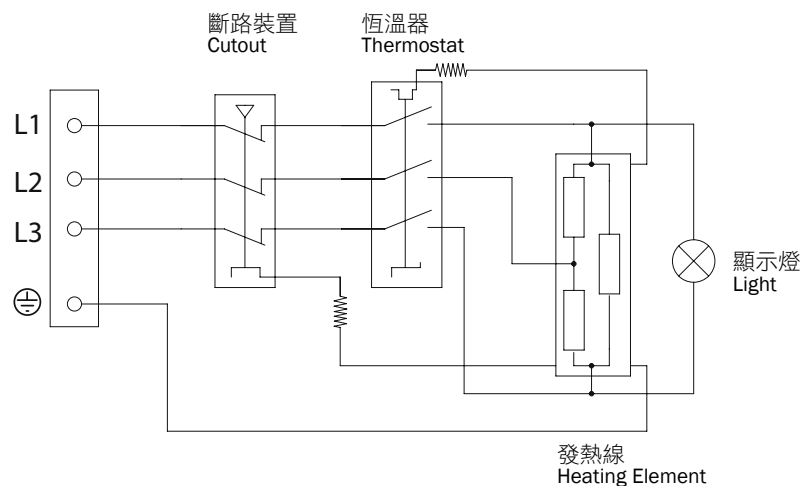 斷路裝置
Cutout
恆溫器
Thermostat
L1
L2
L3
顯示燈
Light
發熱線
Heating Element